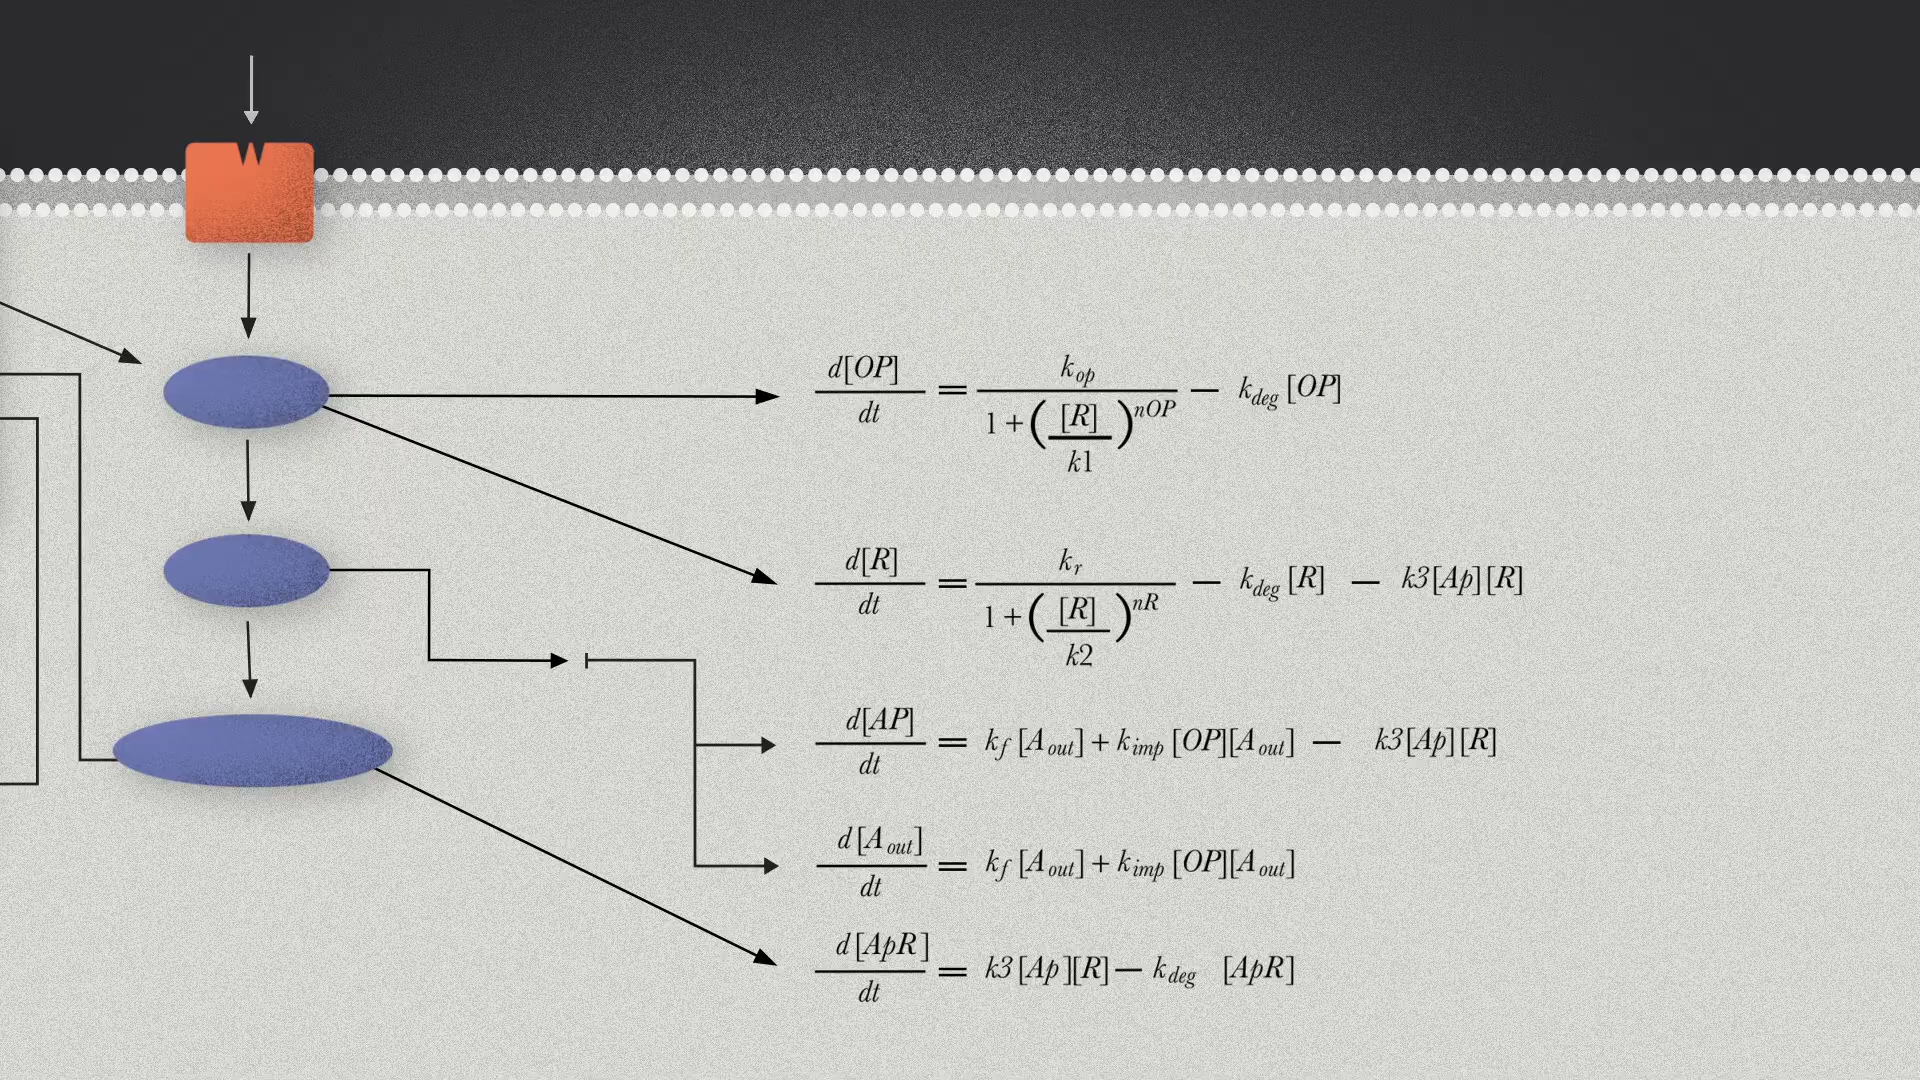 d[OP]/dt = k_op / (1 + ([R]/k1)^nOP) − k_deg [OP]
d[R]/dt = k_r / (1 + ([R]/k2)^nR) − k_deg [R] − k3[Ap][R]
d[AP]/dt = k_f [A_out] + k_imp [OP][A_out] − k3[Ap][R]
d[A_out]/dt = k_f [A_out] + k_imp [OP][A_out]
d[ApR]/dt = k3[Ap][R] − k_deg [ApR]